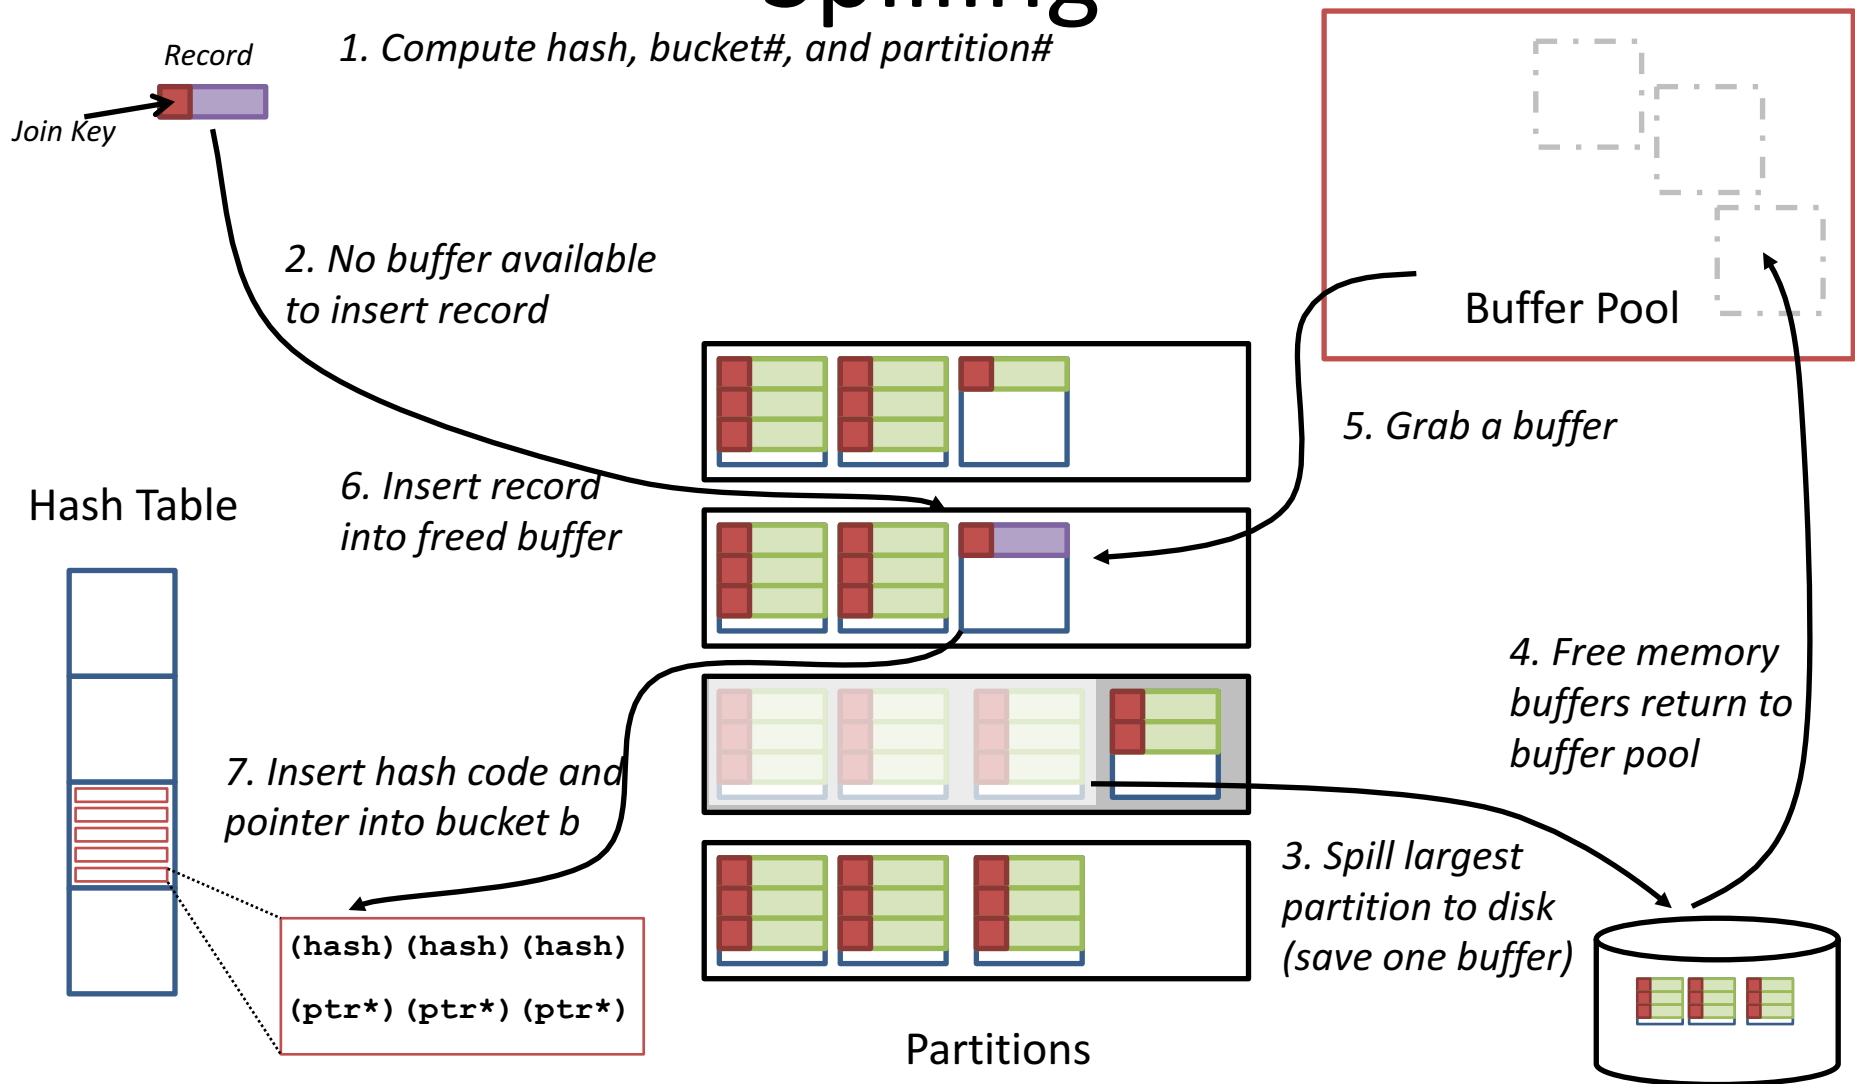 Spilling
1. Compute hash, bucket#, and partition#
Record
Join Key
2. No buffer available
to insert record
Buffer Pool
5. Grab a buffer
6. Insert record
into freed buffer
Hash Table
4. Free memory
buffers return to
buffer pool
7. Insert hash code and
pointer into bucket b
3. Spill largest
partition to disk
(save one buffer)
(hash)(hash)(hash)
(ptr*)(ptr*)(ptr*)
Partitions